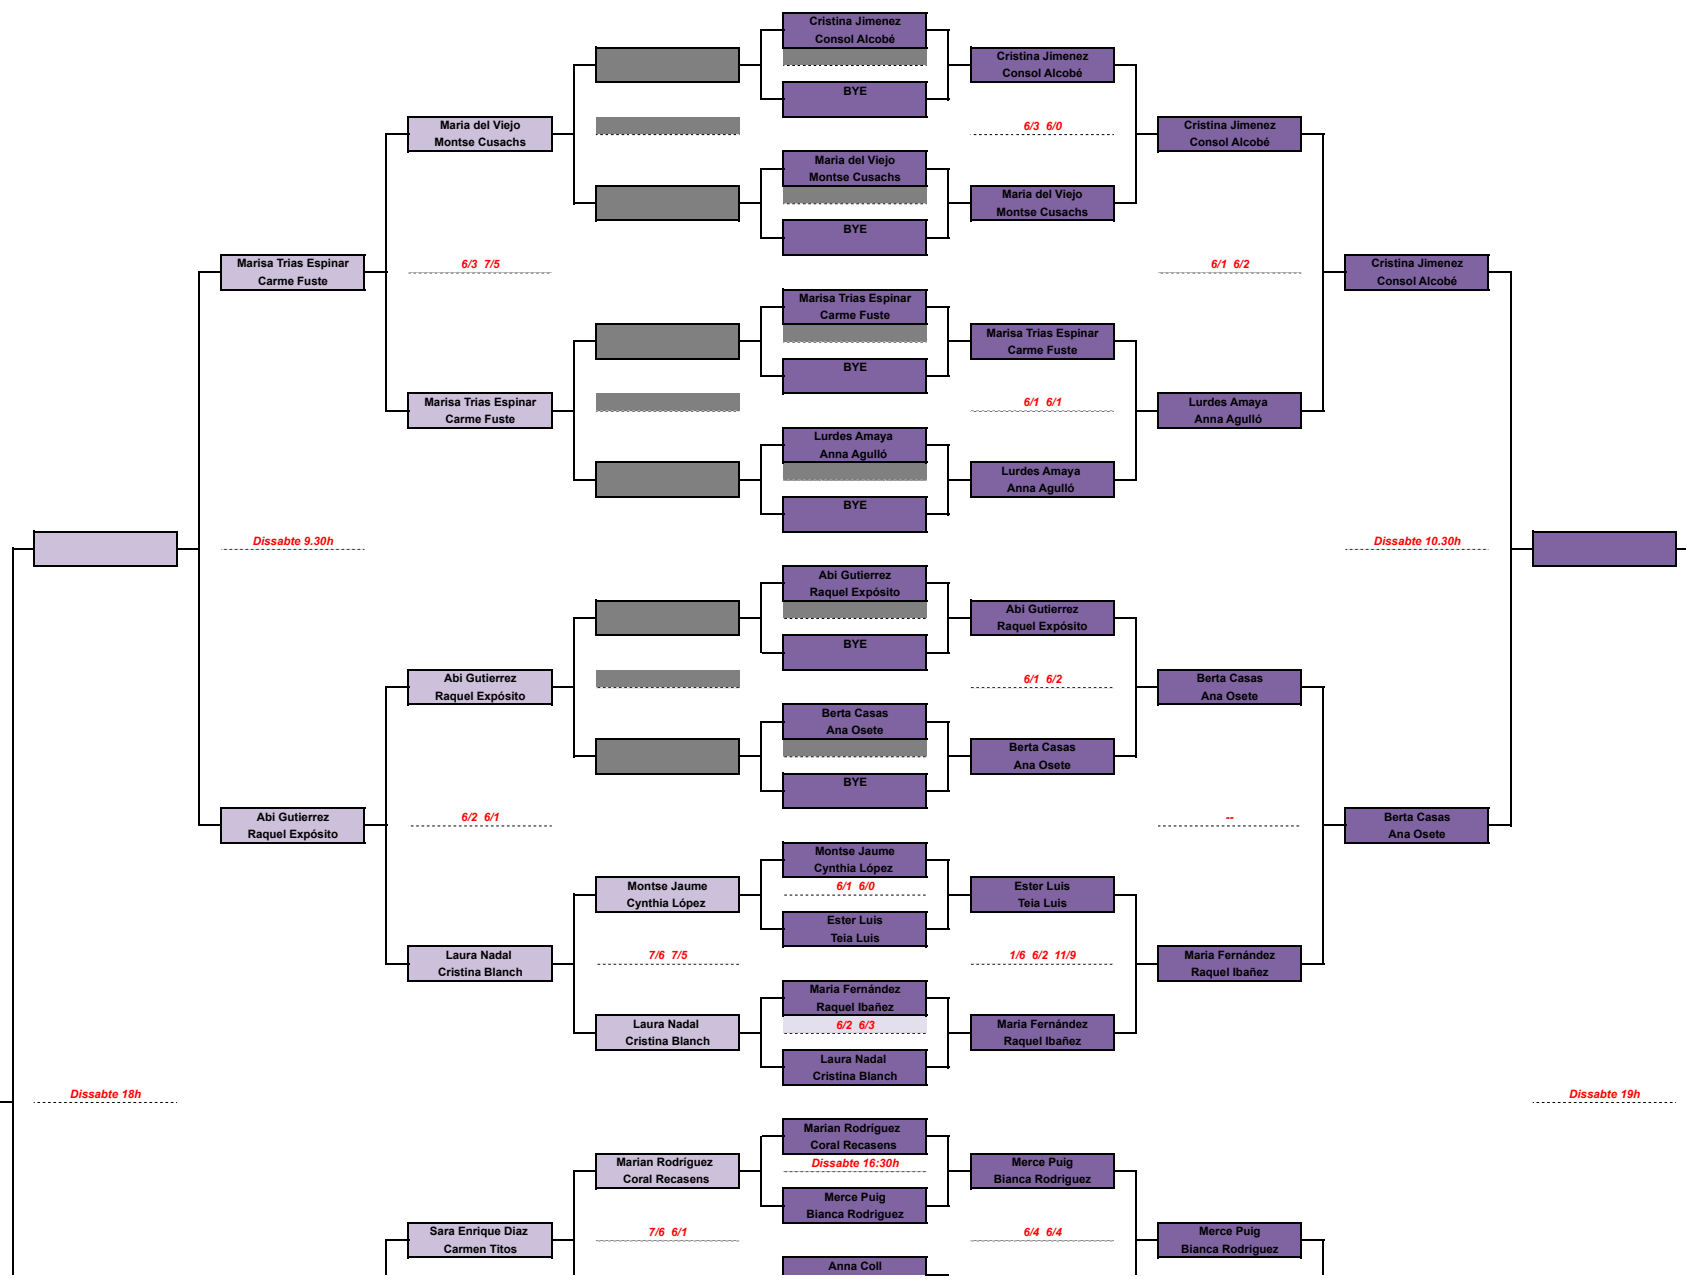 Cristina Jimenez
Consol Alcobé
Cristina Jimenez
Consol Alcobé
BYE
Maria del Viejo
Montse Cusachs
6/3 6/0
Cristina Jimenez
Consol Alcobé
Maria del Viejo
Montse Cusachs
Maria del Viejo
Montse Cusachs
BYE
Marisa Trias Espinar
Carme Fuste
6/3 7/5
6/1 6/2
Cristina Jimenez
Consol Alcobé
Marisa Trias Espinar
Carme Fuste
Marisa Trias Espinar
Carme Fuste
BYE
Marisa Trias Espinar
Carme Fuste
6/1 6/1
Lurdes Amaya
Anna Agulló
Lurdes Amaya
Anna Agulló
Lurdes Amaya
Anna Agulló
BYE
Dissabte 9.30h
Dissabte 10.30h
Abi Gutierrez
Raquel Expósito
Abi Gutierrez
Raquel Expósito
BYE
Abi Gutierrez
Raquel Expósito
6/1 6/2
Berta Casas
Ana Osete
Berta Casas
Ana Osete
Berta Casas
Ana Osete
BYE
Abi Gutierrez
Raquel Expósito
6/2 6/1
--
Berta Casas
Ana Osete
Montse Jaume
Cynthia López
Montse Jaume
Cynthia López
6/1 6/0
Ester Luis
Teia Luis
Ester Luis
Teia Luis
Laura Nadal
Cristina Blanch
7/6 7/5
1/6 6/2 11/9
Maria Fernández
Raquel Ibañez
Maria Fernández
Raquel Ibañez
Laura Nadal
Cristina Blanch
6/2 6/3
Maria Fernández
Raquel Ibañez
Laura Nadal
Cristina Blanch
Dissabte 18h
Dissabte 19h
Marian Rodríguez
Coral Recasens
Marian Rodríguez
Coral Recasens
Dissabte 16:30h
Merce Puig
Bianca Rodriguez
Merce Puig
Bianca Rodriguez
Sara Enrique Diaz
Carmen Titos
7/6 6/1
6/4 6/4
Merce Puig
Bianca Rodriguez
Anna Coll